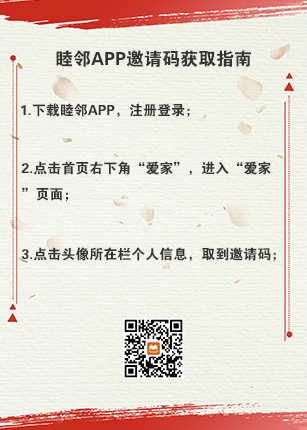 睦邻APP邀请码获取指南
1.下载睦邻APP，注册登录；
2.点击首页右下角“爱家”，进入“爱家
”页面；
3.点击头像所在栏个人信息，取到邀请码；